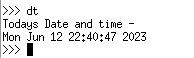 >>> dt
Todays Date and time -
Mon Jun 12 22:40:47 2023
>>>